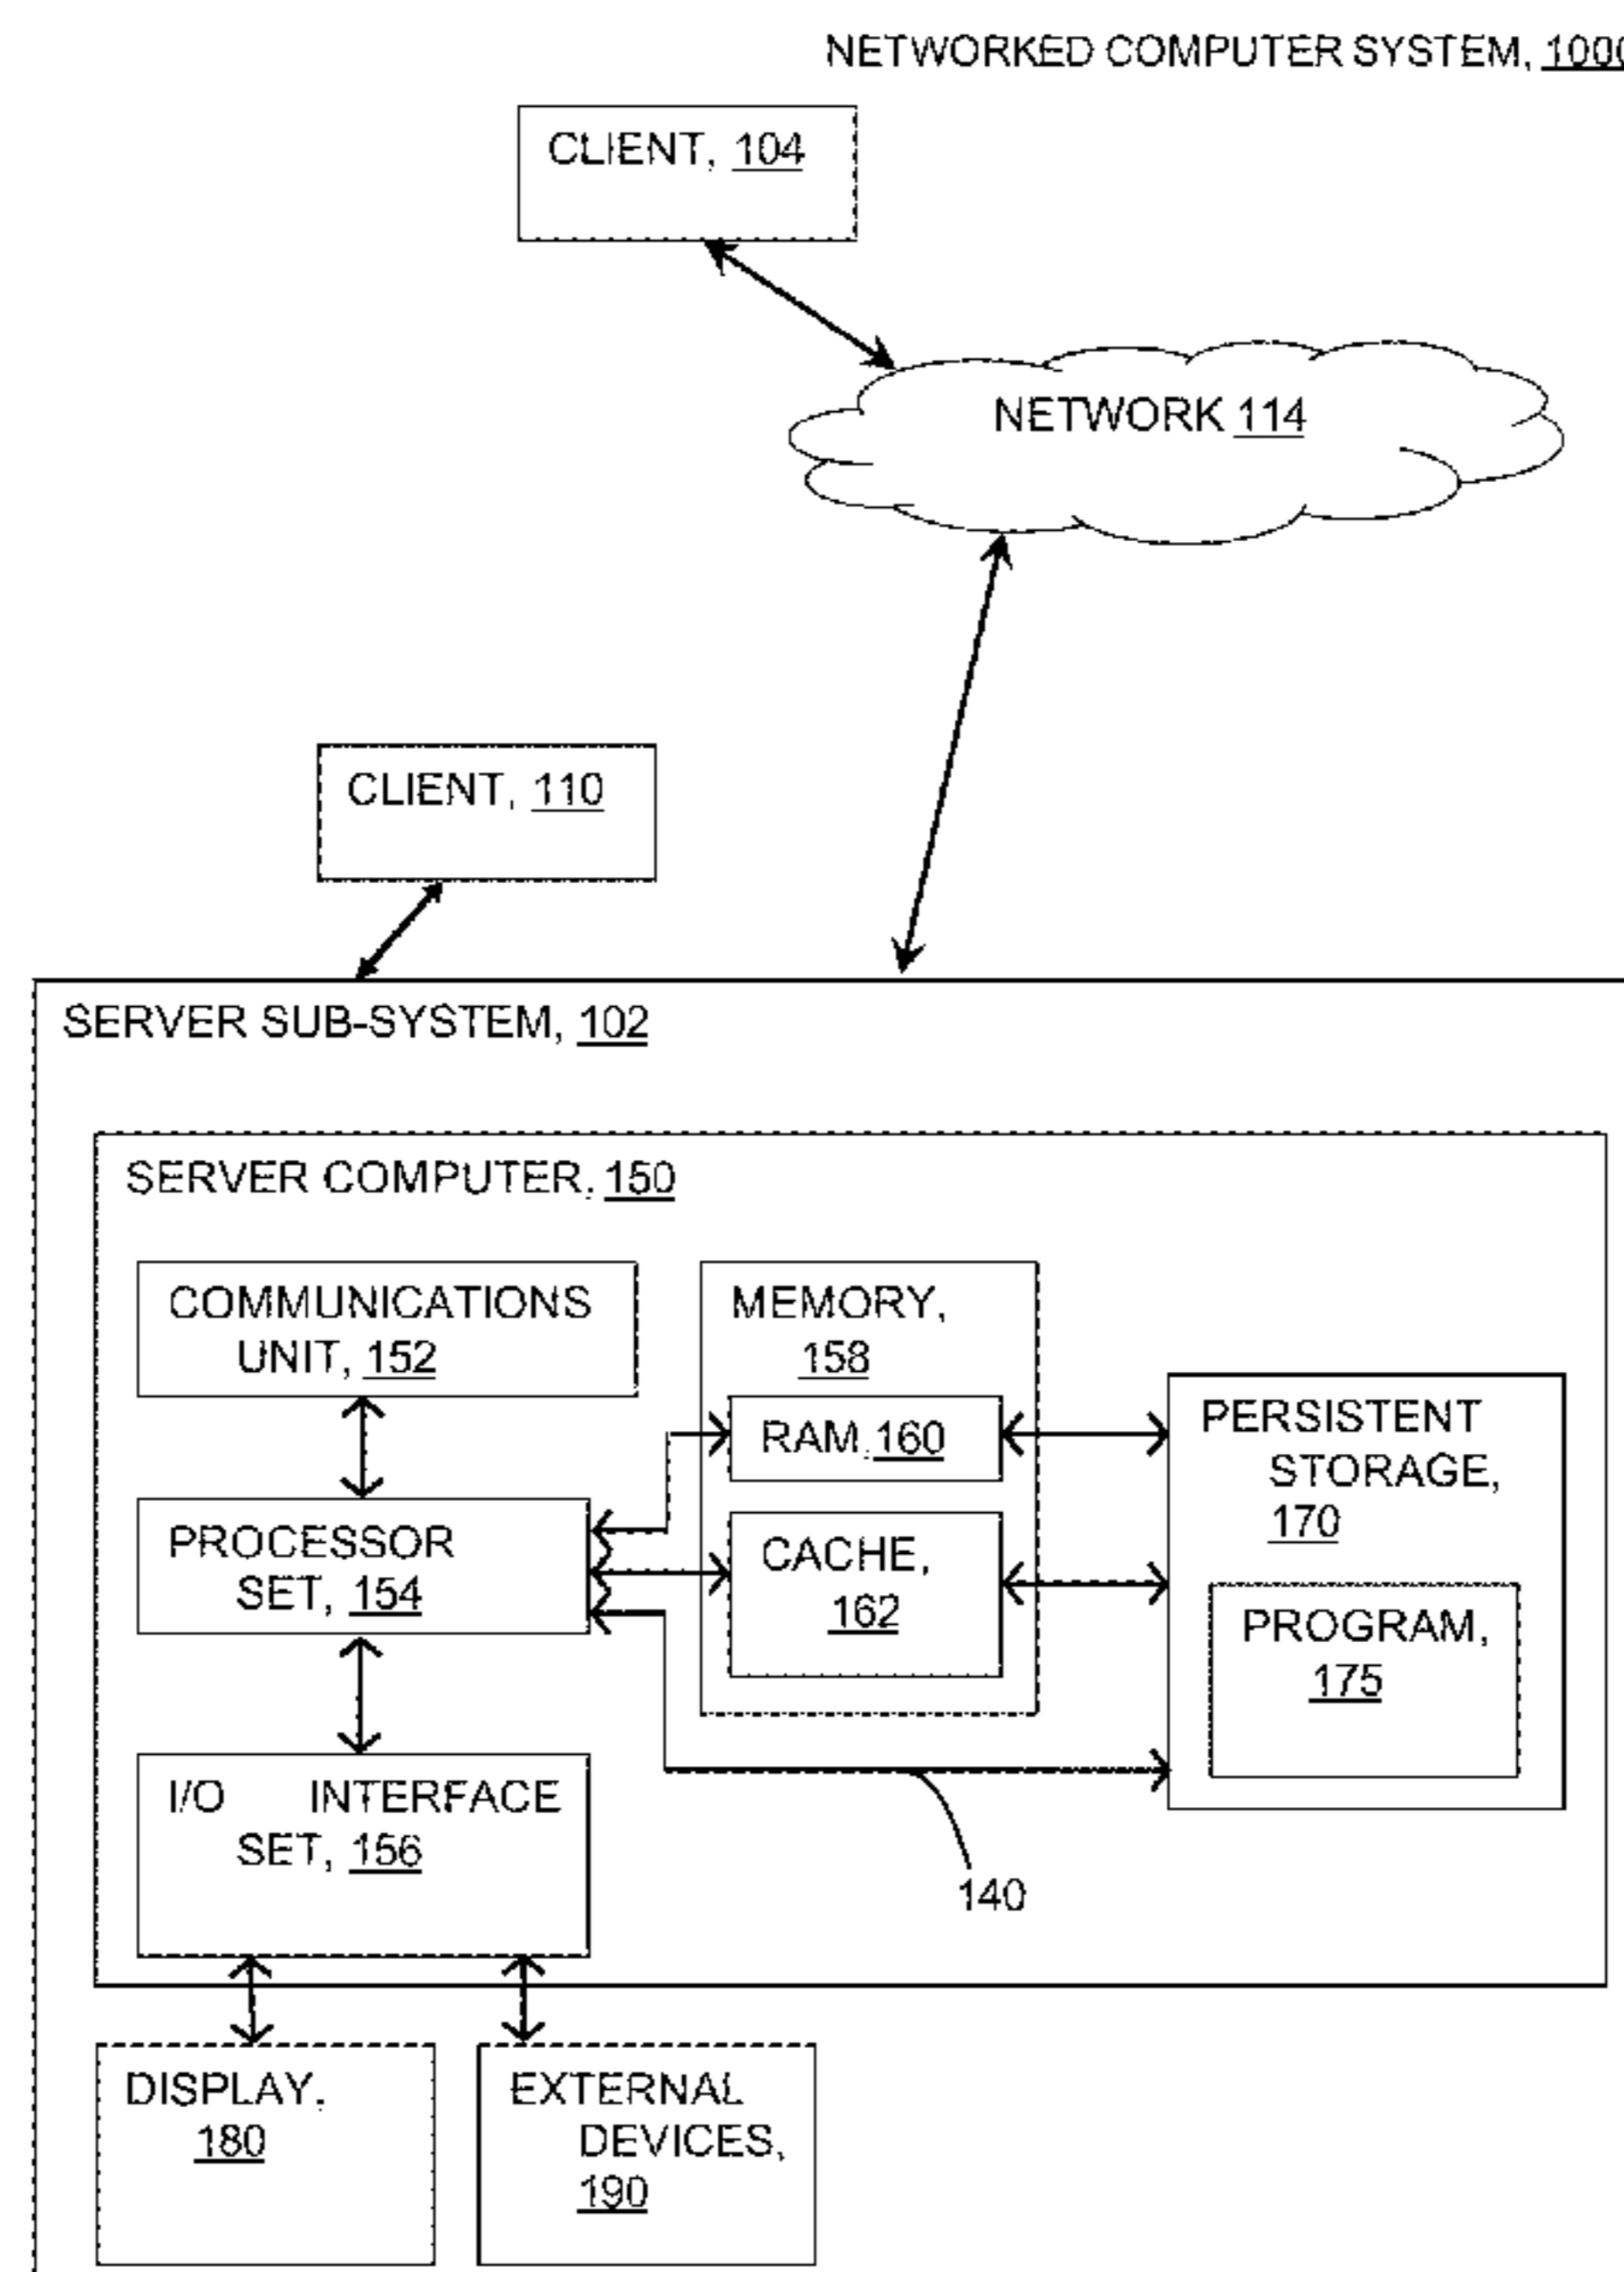 NETWORKED COMPUTER SYSTEM, 1000
CLIENT, 104
NETWORK 114
CLIENT, 110
SERVER SUB-SYSTEM, 102
SERVER COMPUTER, 150
COMMUNICATIONS
UNIT, 152
MEMORY,
158
RAM, 160
PERSISTENT
STORAGE,
170
PROCESSOR
SET, 154
CACHE,
162
PROGRAM,
175
I/O INTERFACE
SET, 156
140
DISPLAY,
180
EXTERNAL
DEVICES,
190